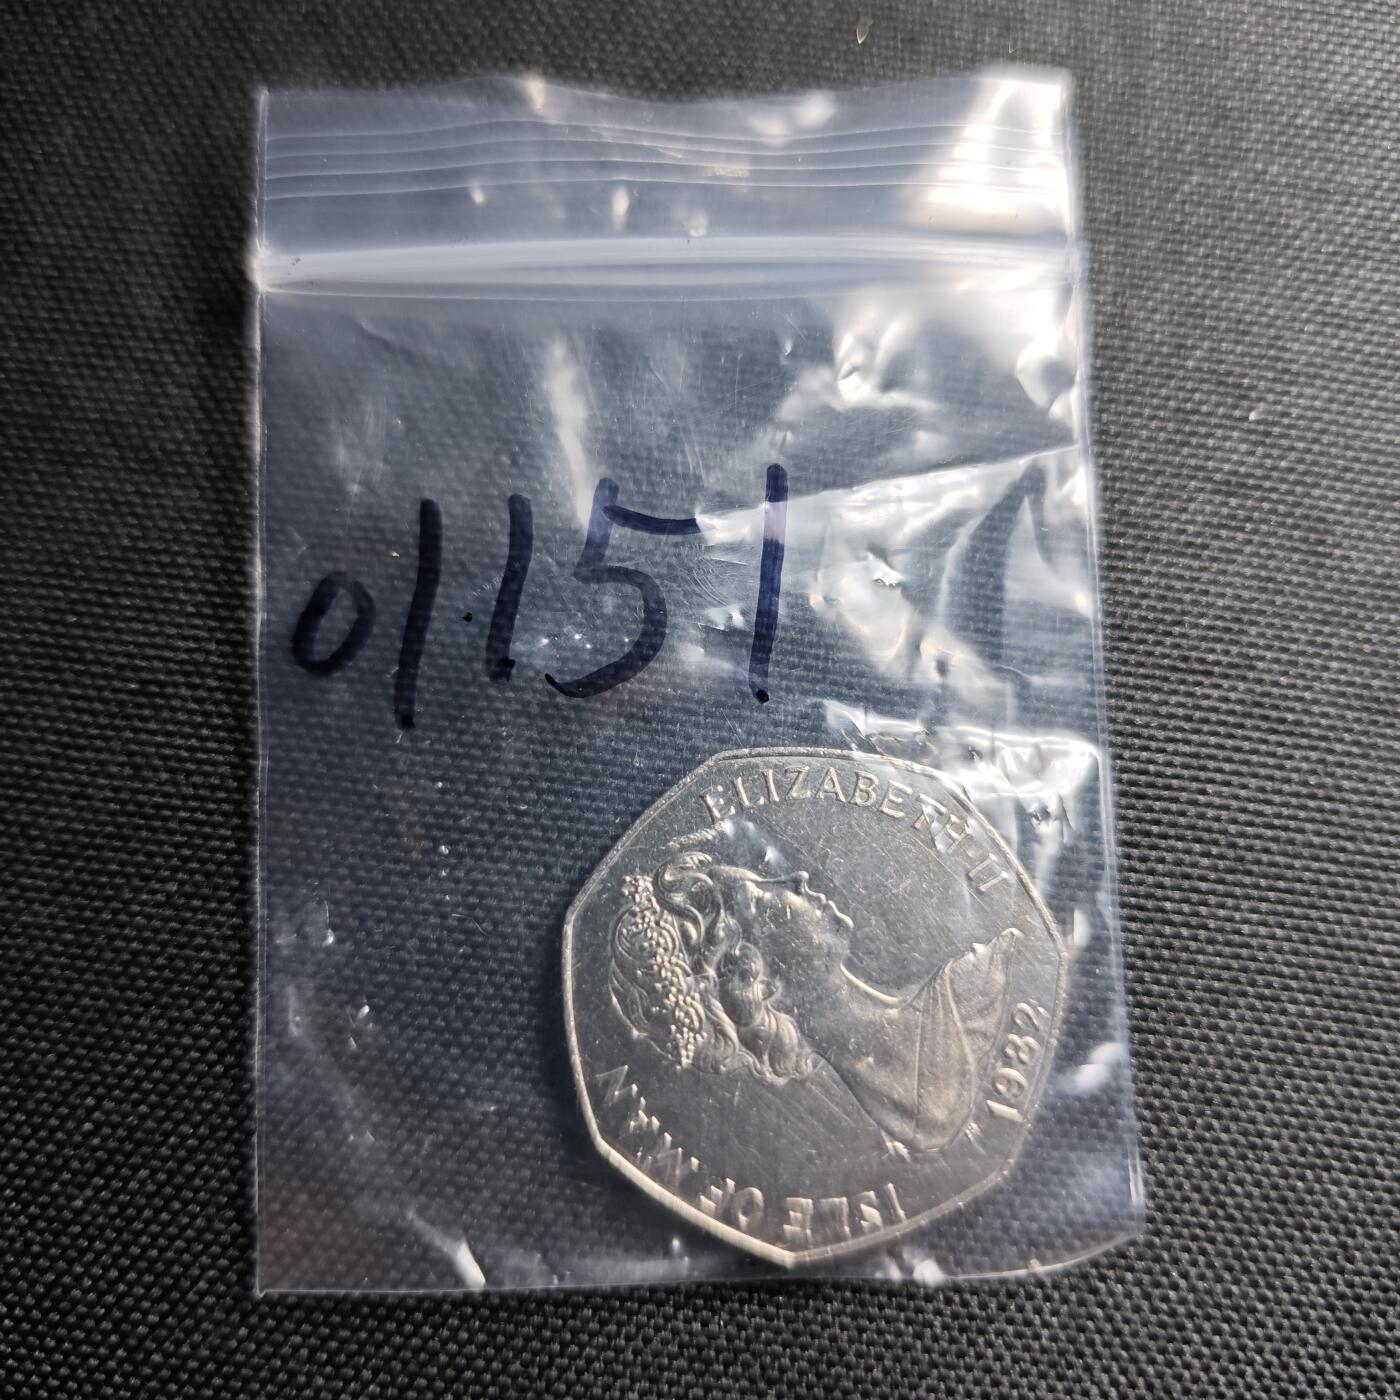 01151
ELIZABETH II
ISLE OF MAN
1982